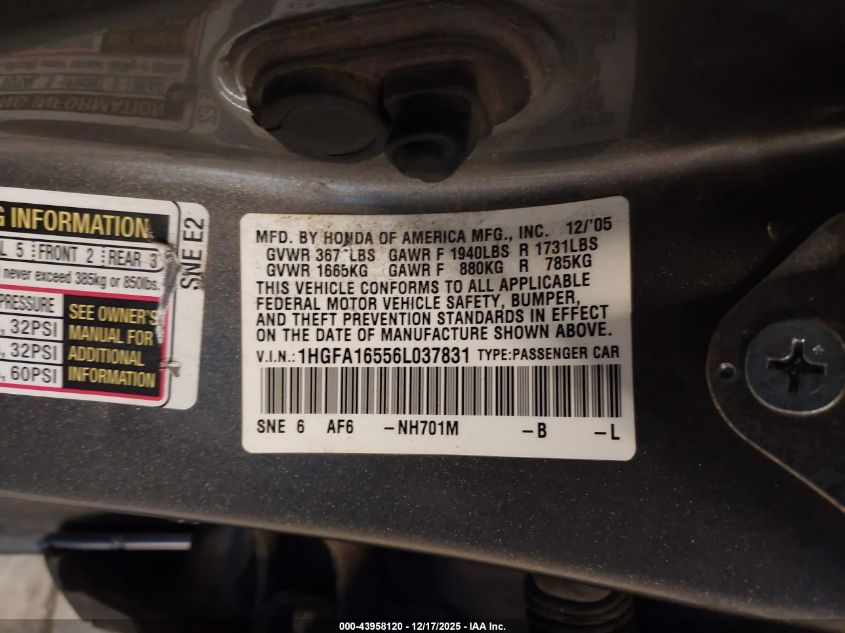 G INFORMATION
L 5 FRONT 2 REAR 3
never exceed 385kg or 850lbs.
PRESSURE
32PSI
32PSI
60PSI
SEE OWNER'S
MANUAL FOR
ADDITIONAL
INFORMATION
SNE E2
MFD. BY HONDA OF AMERICA MFG., INC. 12/'05
GVWR LBS GAWR F 1940LBS R 1731LBS
GVWR 1665KG GAWR F 880KG R 785KG
THIS VEHICLE CONFORMS TO ALL APPLICABLE
FEDERAL MOTOR VEHICLE SAFETY, BUMPER,
AND THEFT PREVENTION STANDARDS IN EFFECT
ON THE DATE OF MANUFACTURE SHOWN ABOVE.
V.I.N.: 1HGFA16556L037831 TYPE:PASSENGER CAR
SNE 6 AF6 -NH701M -B -L
000-43958120 - 12/17/2025 - IAA Inc.